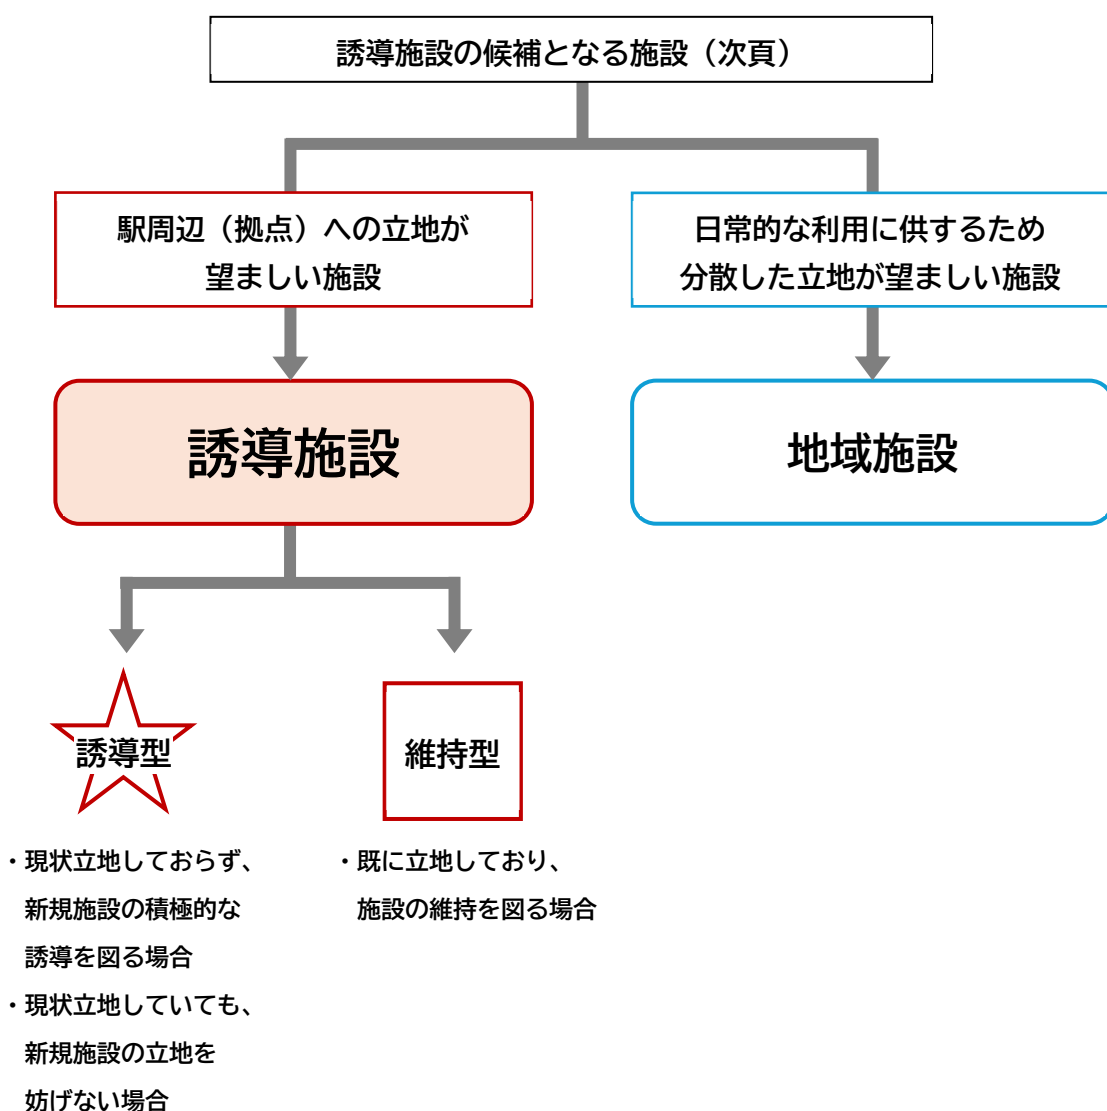 誘導施設の候補となる施設（次頁）
駅周辺（拠点）への立地が
望ましい施設
日常的な利用に供するため
分散した立地が望ましい施設
誘導施設
地域施設
誘導型
維持型
・現状立地しておらず、
新規施設の積極的な
誘導を図る場合
・現状立地していても、
新規施設の立地を
妨げない場合
・既に立地しており、
施設の維持を図る場合